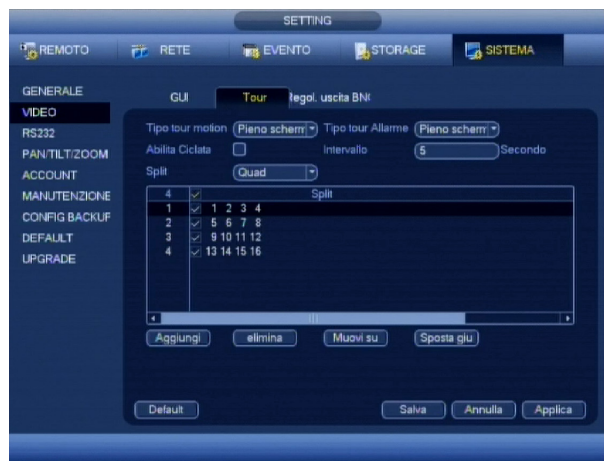 SETTING
REMOTO RETE EVENTO STORAGE SISTEMA
GENERALE
VIDEO
RS232
PAN/TILT/ZOOM
ACCOUNT
MANUTENZIONE
CONFIG BACKUP
DEFAULT
UPGRADE
GUI Tour Regol. uscita BNC
Tipo tour motion Pieno scherm Tipo tour Allarme Pieno scherm
Abilita Ciclata Intervallo 5 Secondo
Split Quad
4 Split
1 1 2 3 4
2 5 6 7 8
3 9 10 11 12
4 13 14 15 16
Aggiungi elimina Muovi su Sposta giu
Default Salva Annulla Applica